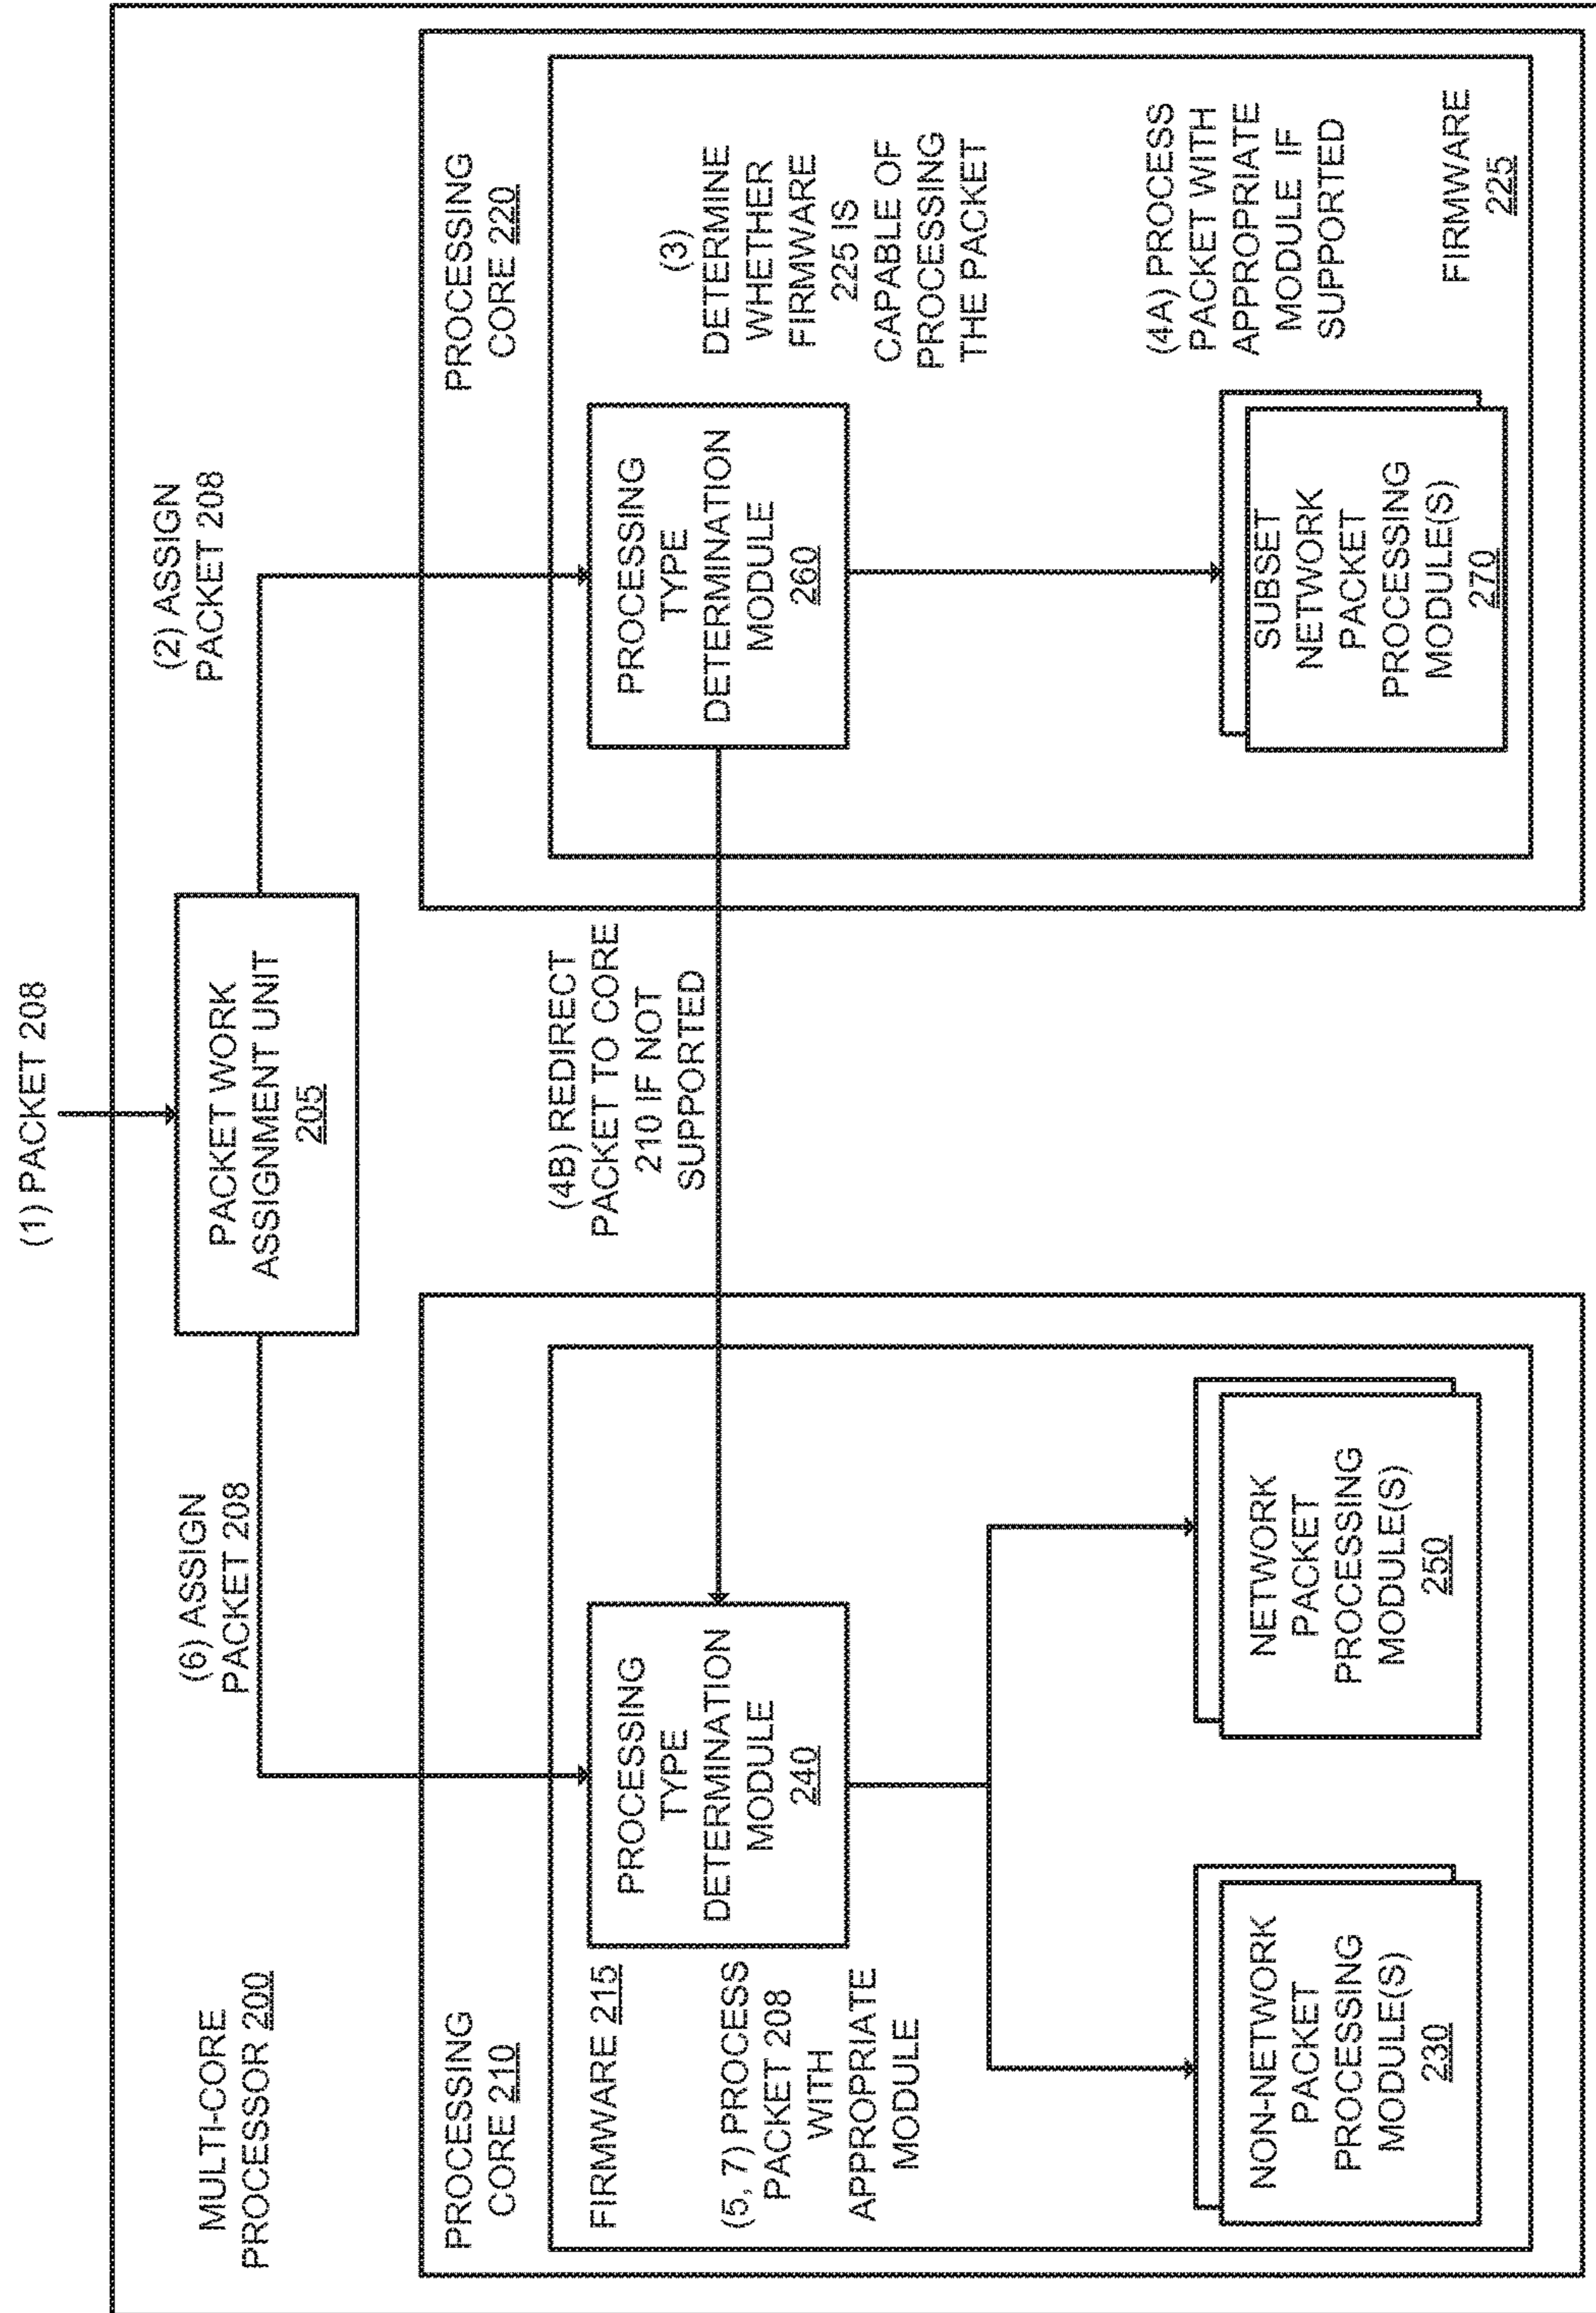 (1) PACKET 208
MULTI-CORE
PROCESSOR 200
(6) ASSIGN
PACKET 208
PACKET WORK
ASSIGNMENT UNIT
205
(2) ASSIGN
PACKET 208
PROCESSING
CORE 210
FIRMWARE 215
(5, 7) PROCESS
PACKET 208
WITH
APPROPRIATE
MODULE
PROCESSING
TYPE
DETERMINATION
MODULE
240
NON-NETWORK
PACKET
PROCESSING
MODULE(S)
230
NETWORK
PACKET
PROCESSING
MODULE(S)
250
(4B) REDIRECT
PACKET TO CORE
210 IF NOT
SUPPORTED
PROCESSING
CORE 220
PROCESSING
TYPE
DETERMINATION
MODULE
260
(3)
DETERMINE
WHETHER
FIRMWARE
225 IS
CAPABLE OF
PROCESSING
THE PACKET
SUBSET
NETWORK
PACKET
PROCESSING
MODULE(S)
270
(4A) PROCESS
PACKET WITH
APPROPRIATE
MODULE IF
SUPPORTED
FIRMWARE
225